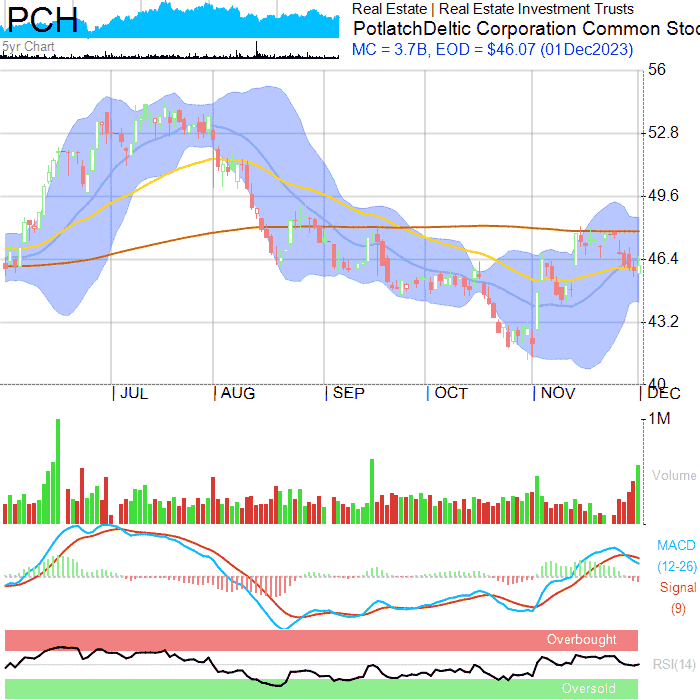 PCH
5yr Chart
Real Estate | Real Estate Investment Trusts
PotlatchDeltic Corporation Common Stoc
MC = 3.7B, EOD = $46.07 (01Dec2023)
56
52.8
49.6
46.4
43.2
40
| JUL | AUG | SEP | OCT | NOV | DEC
1M
Volume
MACD
(12-26)
Signal
(9)
Overbought
RSI(14)
Oversold